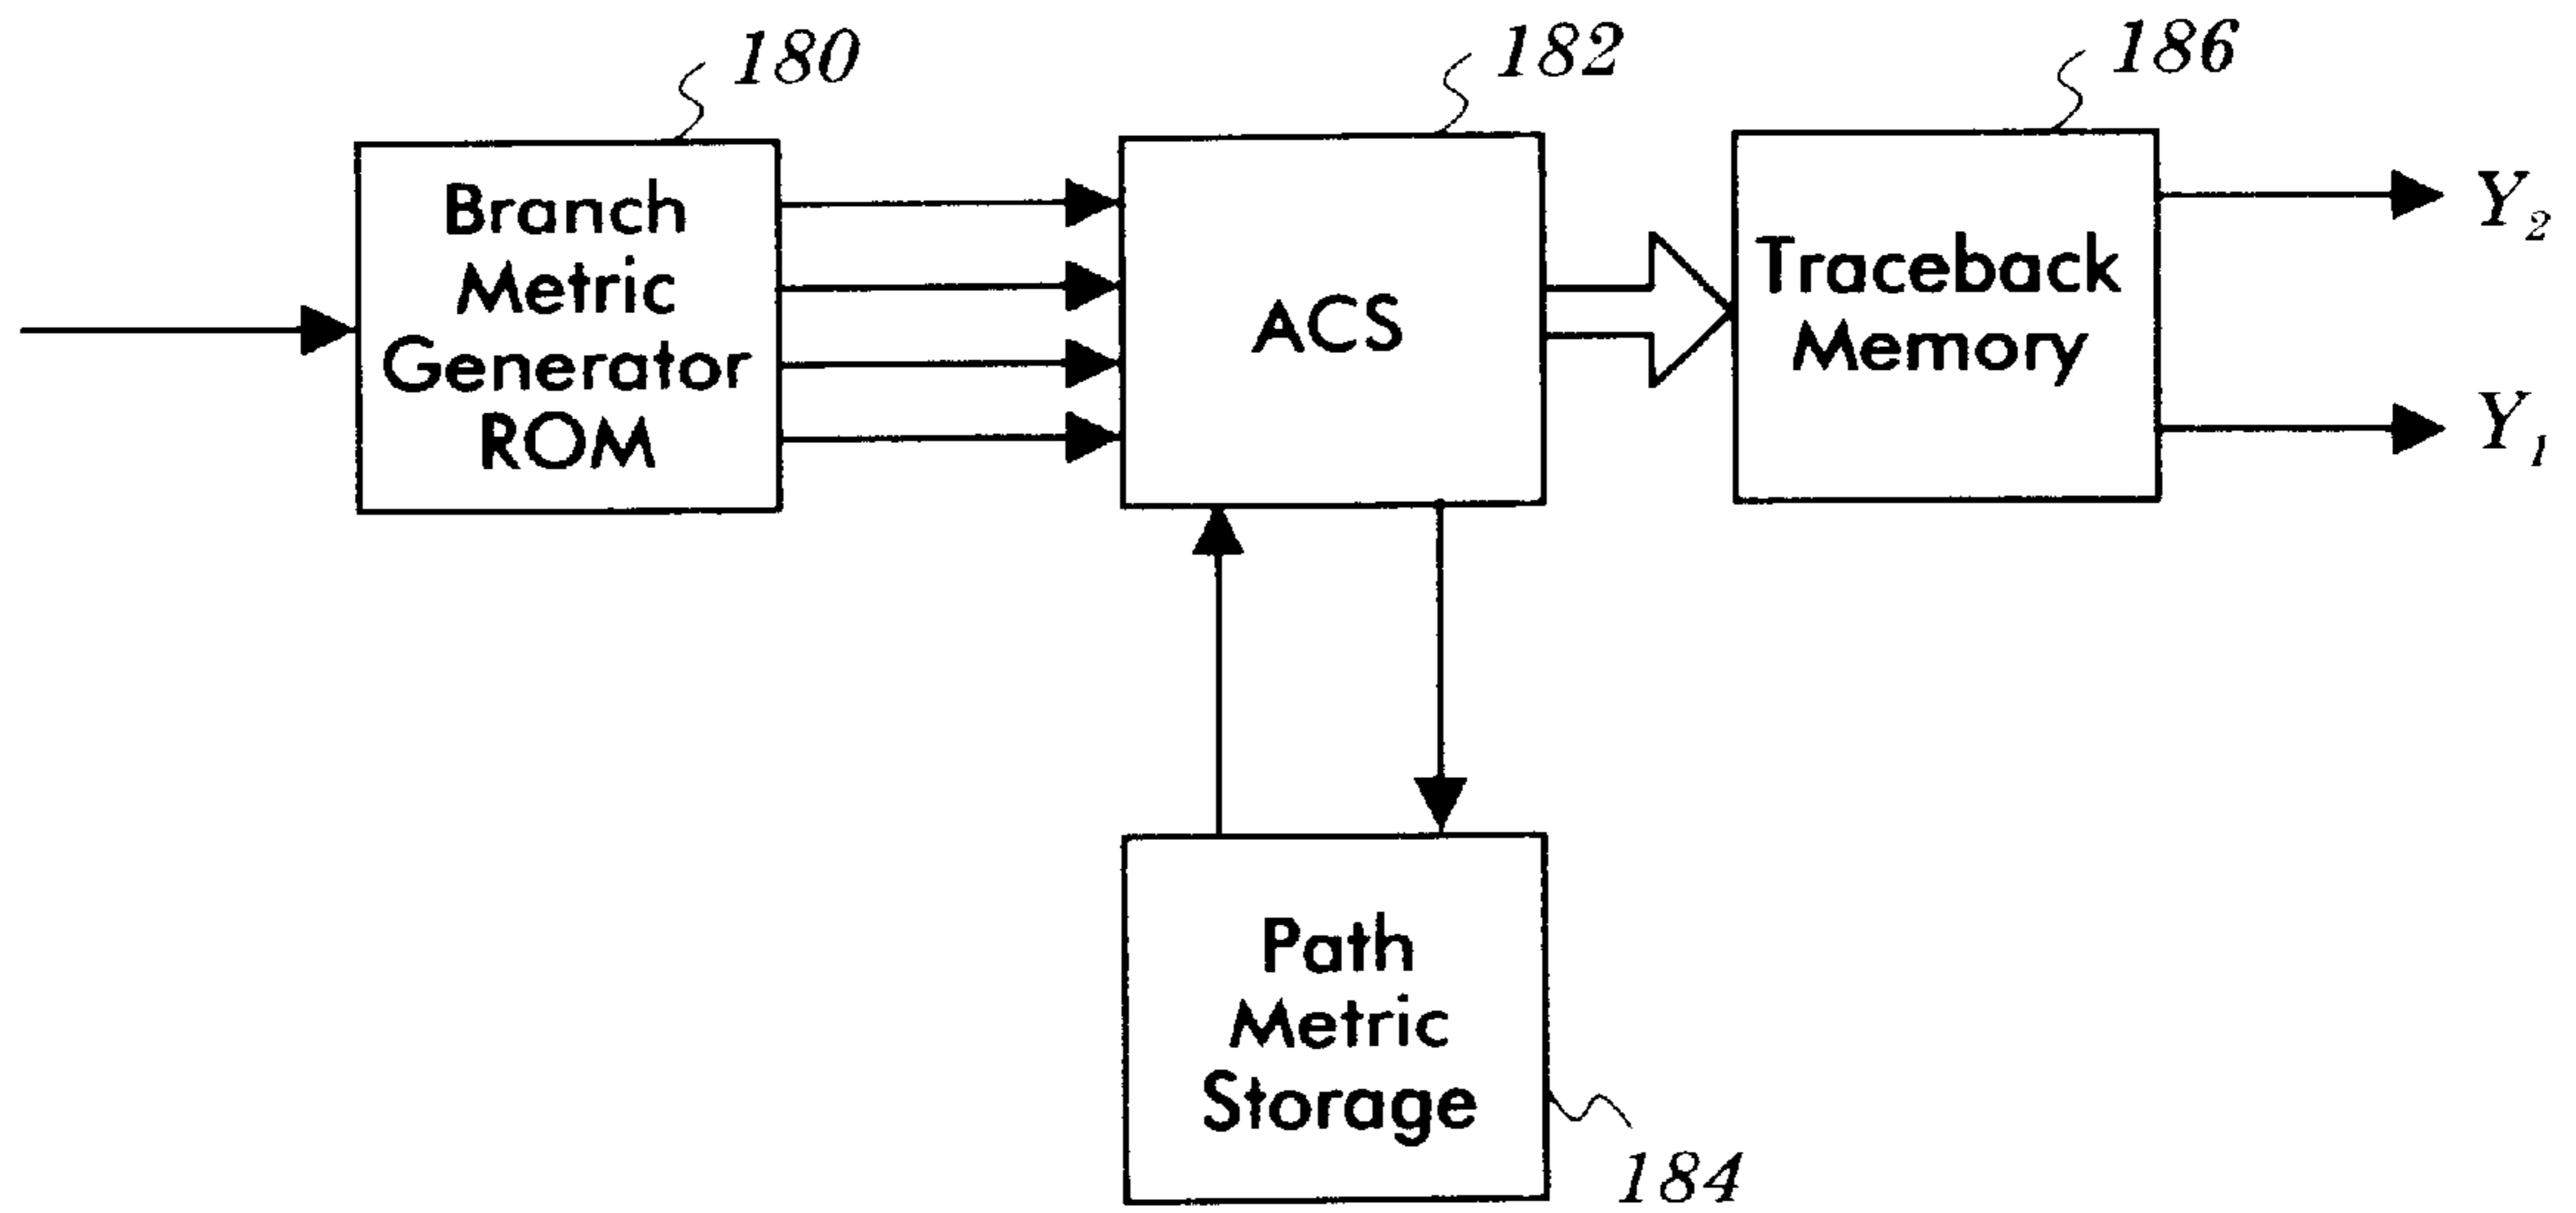 180
182
186
Branch
Metric
Generator
ROM
ACS
Traceback
Memory
Y2
Y1
Path
Metric
Storage
184